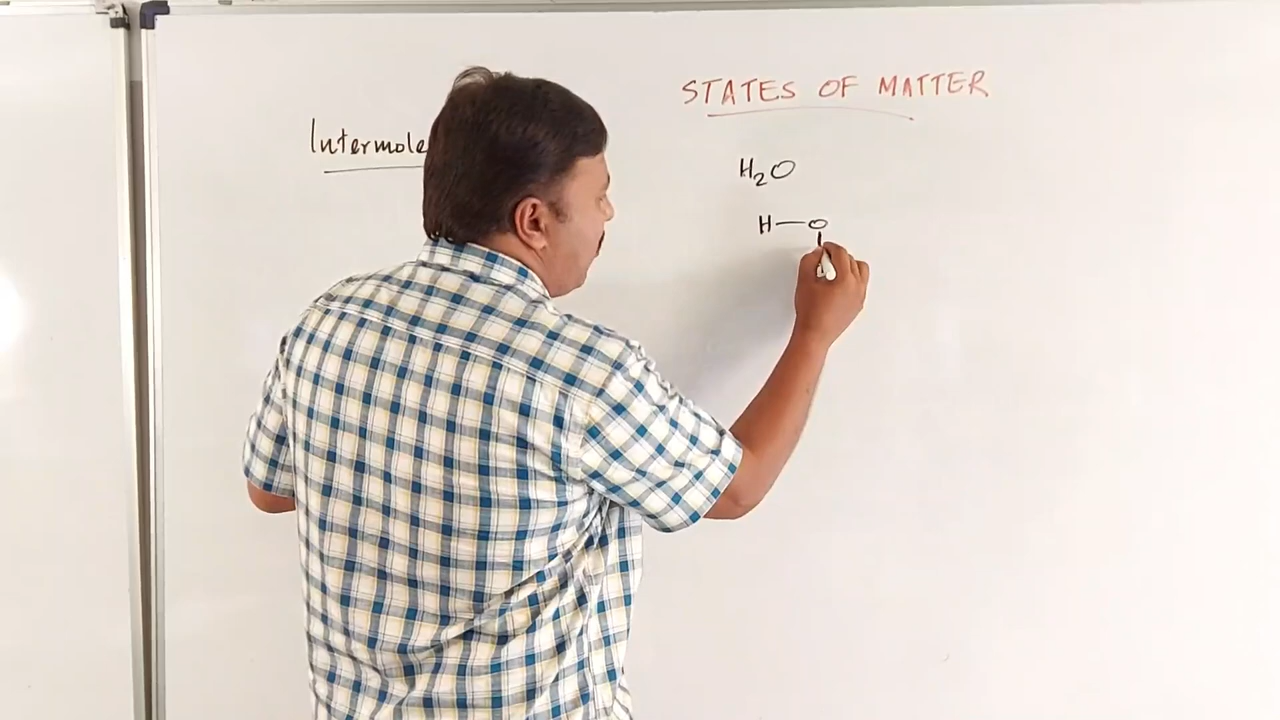 STATES OF MATTER
Intermole
H₂O
H—O